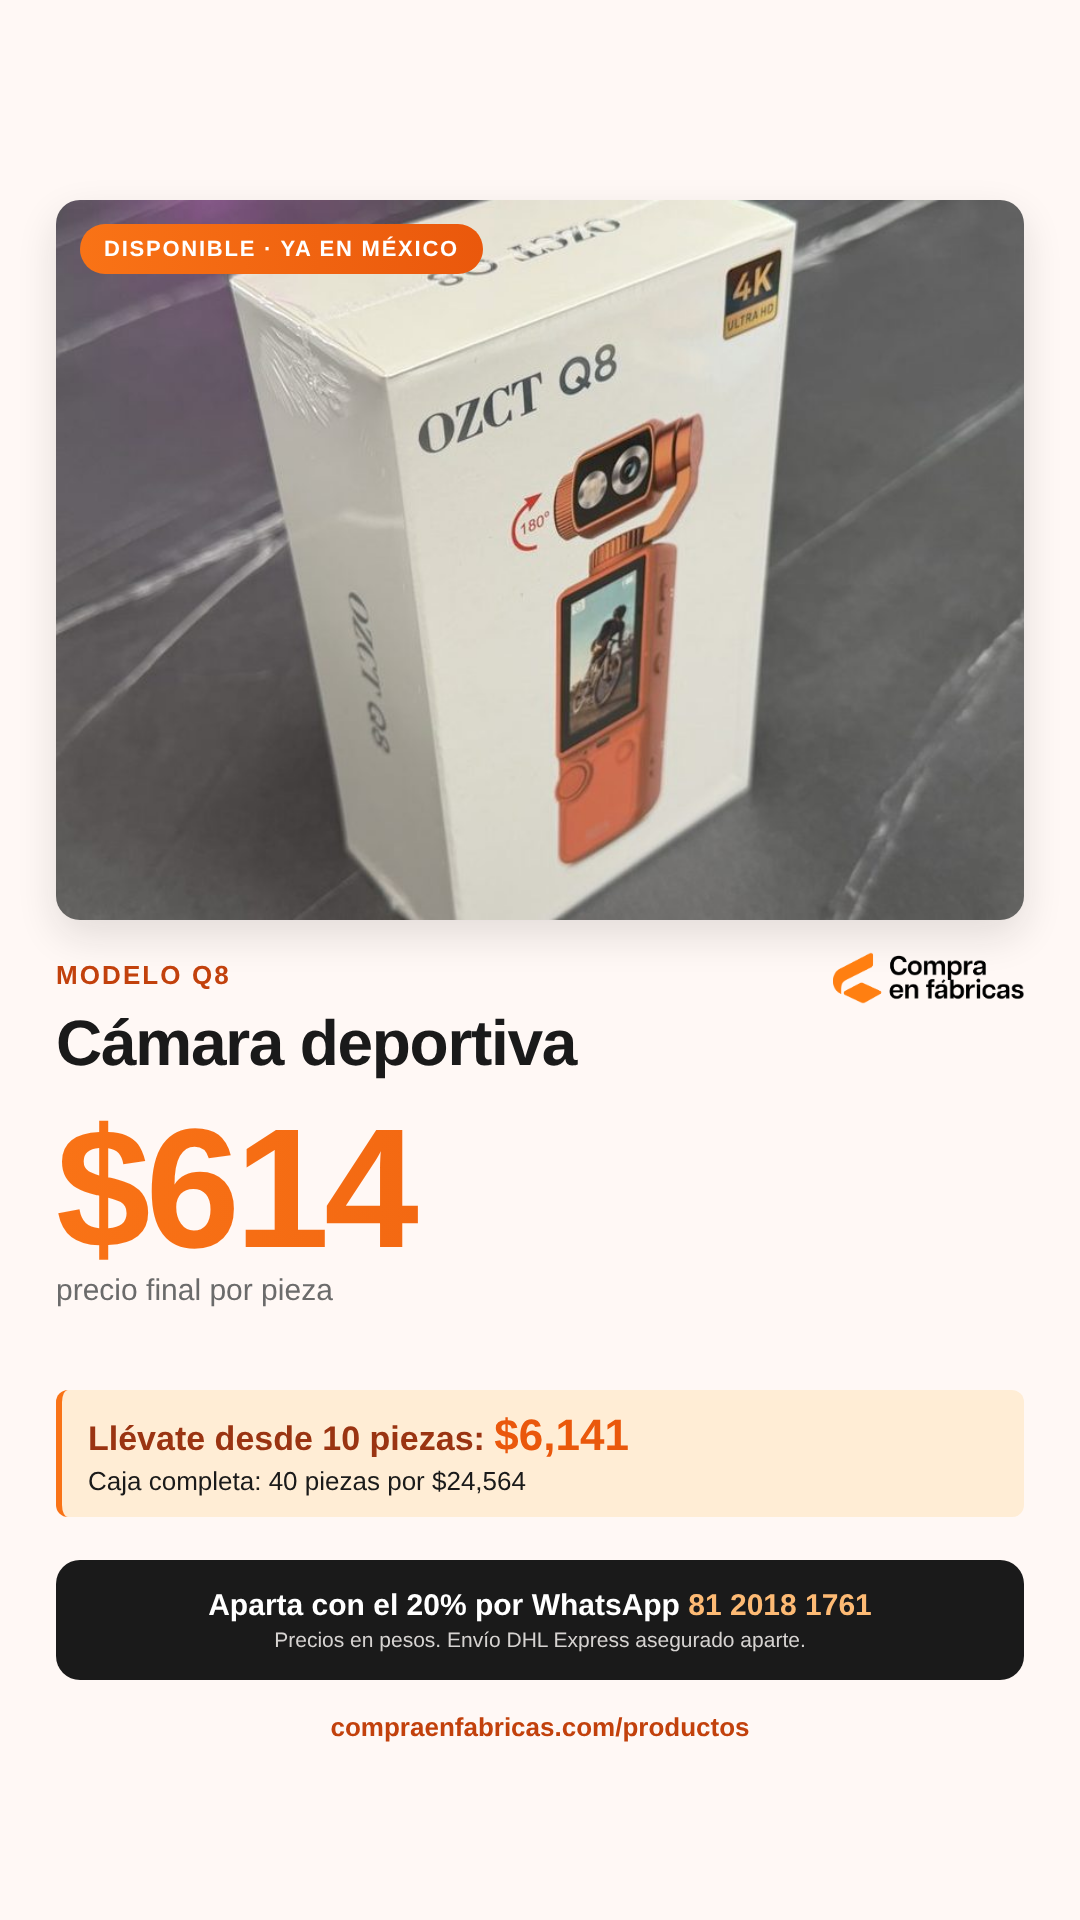 DISPONIBLE · YA EN MÉXICO
OZCT Q8
4K
ULTRA HD
OZCT Q8
180°
OZCT Q8
MODELO Q8
Compra
en fábricas
Cámara deportiva
$614
precio final por pieza
Llévate desde 10 piezas: $6,141
Caja completa: 40 piezas por $24,564
Aparta con el 20% por WhatsApp 81 2018 1761
Precios en pesos. Envío DHL Express asegurado aparte.
compraenfabricas.com/productos